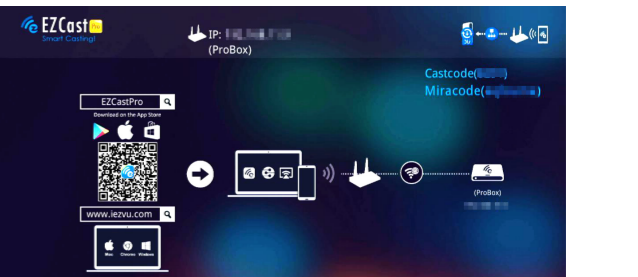 EZCast Pro
Smart Casting!
IP:
(ProBox)
Castcode( )
Miracode( )
EZCastPro
Download on the App Store
www.iezvu.com
Mac Chrome Windows
(ProBox)